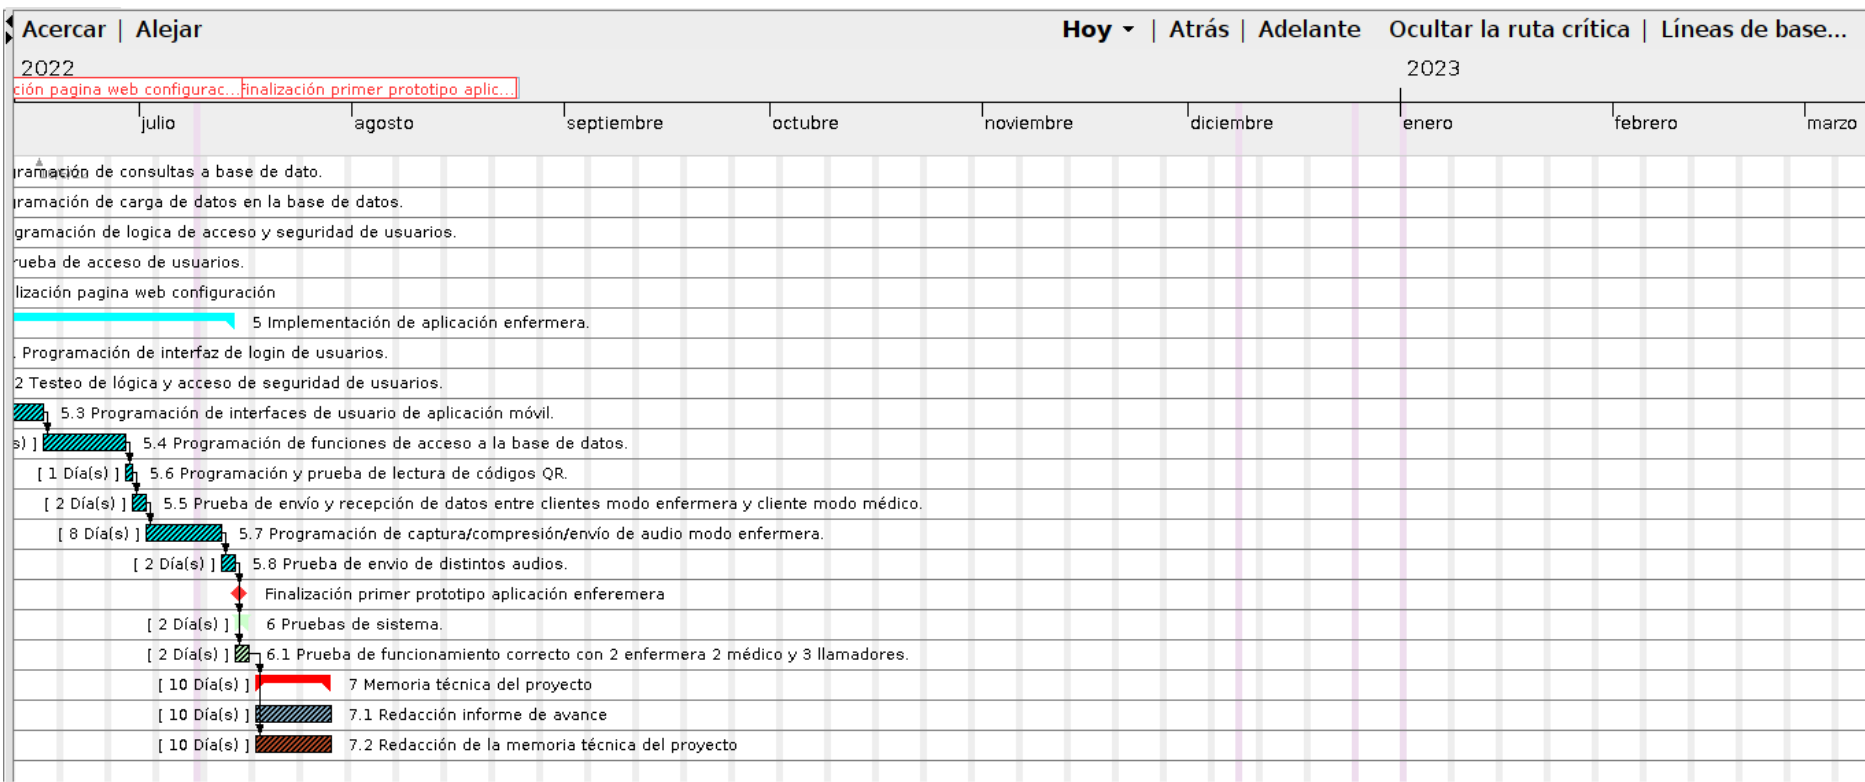 Acercar | Alejar
Hoy | Atrás | Adelante Ocultar la ruta crítica | Líneas de base...
2022 2023
ción pagina web configurac... Finalización primer prototipo aplic...
julio agosto septiembre octubre noviembre diciembre enero febrero marzo
ramación de consultas a base de dato.
ramación de carga de datos en la base de datos.
gramación de logica de acceso y seguridad de usuarios.
rueba de acceso de usuarios.
lización pagina web configuración
5 Implementación de aplicación enfermera.
. Programación de interfaz de login de usuarios.
2 Testeo de lógica y acceso de seguridad de usuarios.
5.3 Programación de interfaces de usuario de aplicación móvil.
s) ] 5.4 Programación de funciones de acceso a la base de datos.
[ 1 Día(s) ] 5.6 Programación y prueba de lectura de códigos QR.
[ 2 Día(s) ] 5.5 Prueba de envío y recepción de datos entre clientes modo enfermera y cliente modo médico.
[ 8 Día(s) ] 5.7 Programación de captura/compresión/envío de audio modo enfermera.
[ 2 Día(s) ] 5.8 Prueba de envio de distintos audios.
Finalización primer prototipo aplicación enferemera
[ 2 Día(s) ] 6 Pruebas de sistema.
[ 2 Día(s) ] 6.1 Prueba de funcionamiento correcto con 2 enfermera 2 médico y 3 llamadores.
[ 10 Día(s) ] 7 Memoria técnica del proyecto
[ 10 Día(s) ] 7.1 Redacción informe de avance
[ 10 Día(s) ] 7.2 Redacción de la memoria técnica del proyecto